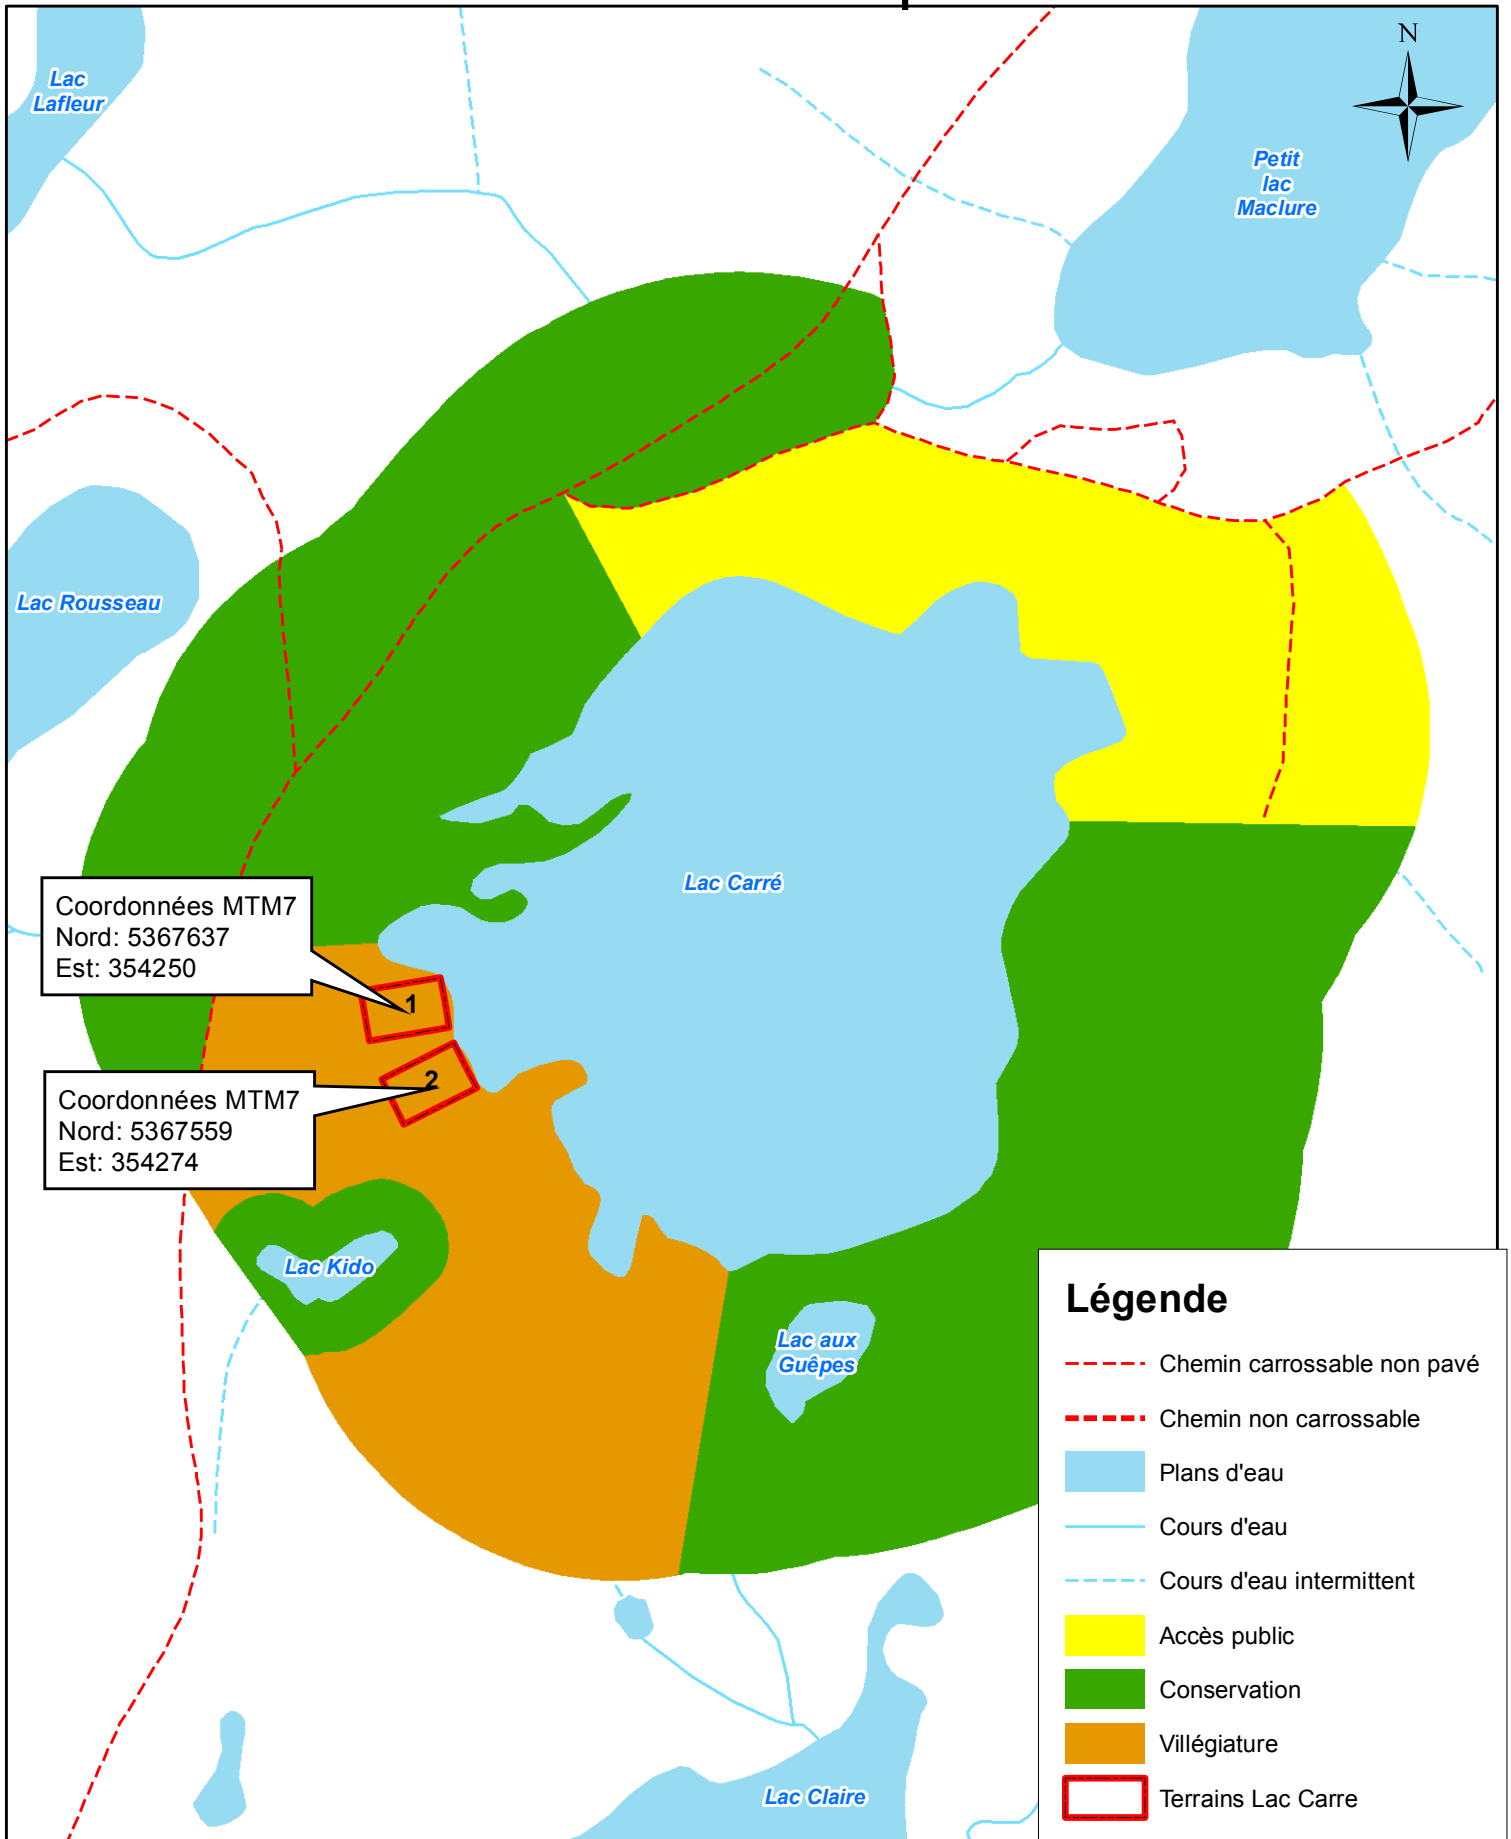 N
Lac
Lafleur
Petit
lac
Maclure
Lac Rousseau
Lac Carré
Coordonnées MTM7
Nord: 5367637
Est: 354250
1
2
Coordonnées MTM7
Nord: 5367559
Est: 354274
Lac Kido
Lac aux
Guêpes
Lac Claire
Légende
Chemin carrossable non pavé
Chemin non carrossable
Plans d'eau
Cours d'eau
Cours d'eau intermittent
Accès public
Conservation
Villégiature
Terrains Lac Carre